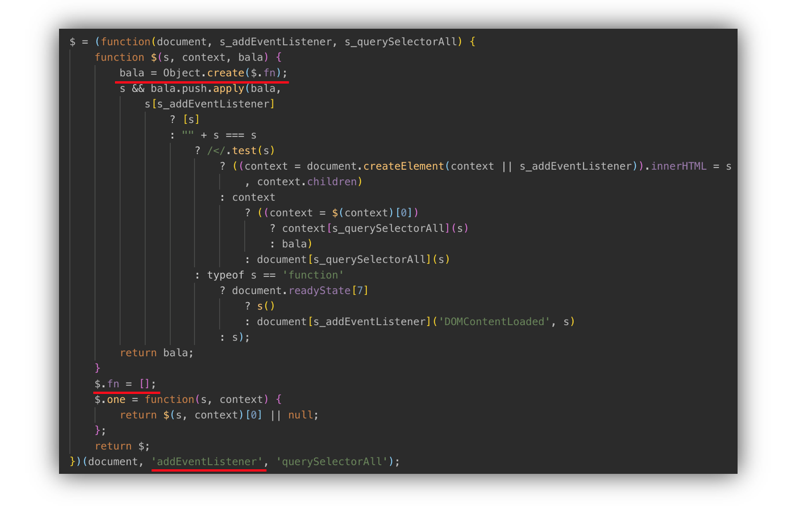 $ = (function(document, s_addEventListener, s_querySelectorAll) {
function $(s, context, bala) {
bala = Object.create($.fn);
s && bala.push.apply(bala,
s[s_addEventListener]
? [s]
: "" + s === s
? /</.test(s)
? ((context = document.createElement(context || s_addEventListener)).innerHTML = s
, context.children)
: context
? ((context = $(context)[0])
? context[s_querySelectorAll](s)
: bala)
: document[s_querySelectorAll](s)
: typeof s == 'function'
? document.readyState[7]
? s()
: document[s_addEventListener]('DOMContentLoaded', s)
: s);
return bala;
}
$.fn = [];
$.one = function(s, context) {
return $(s, context)[0] || null;
};
return $;
})(document, 'addEventListener', 'querySelectorAll');